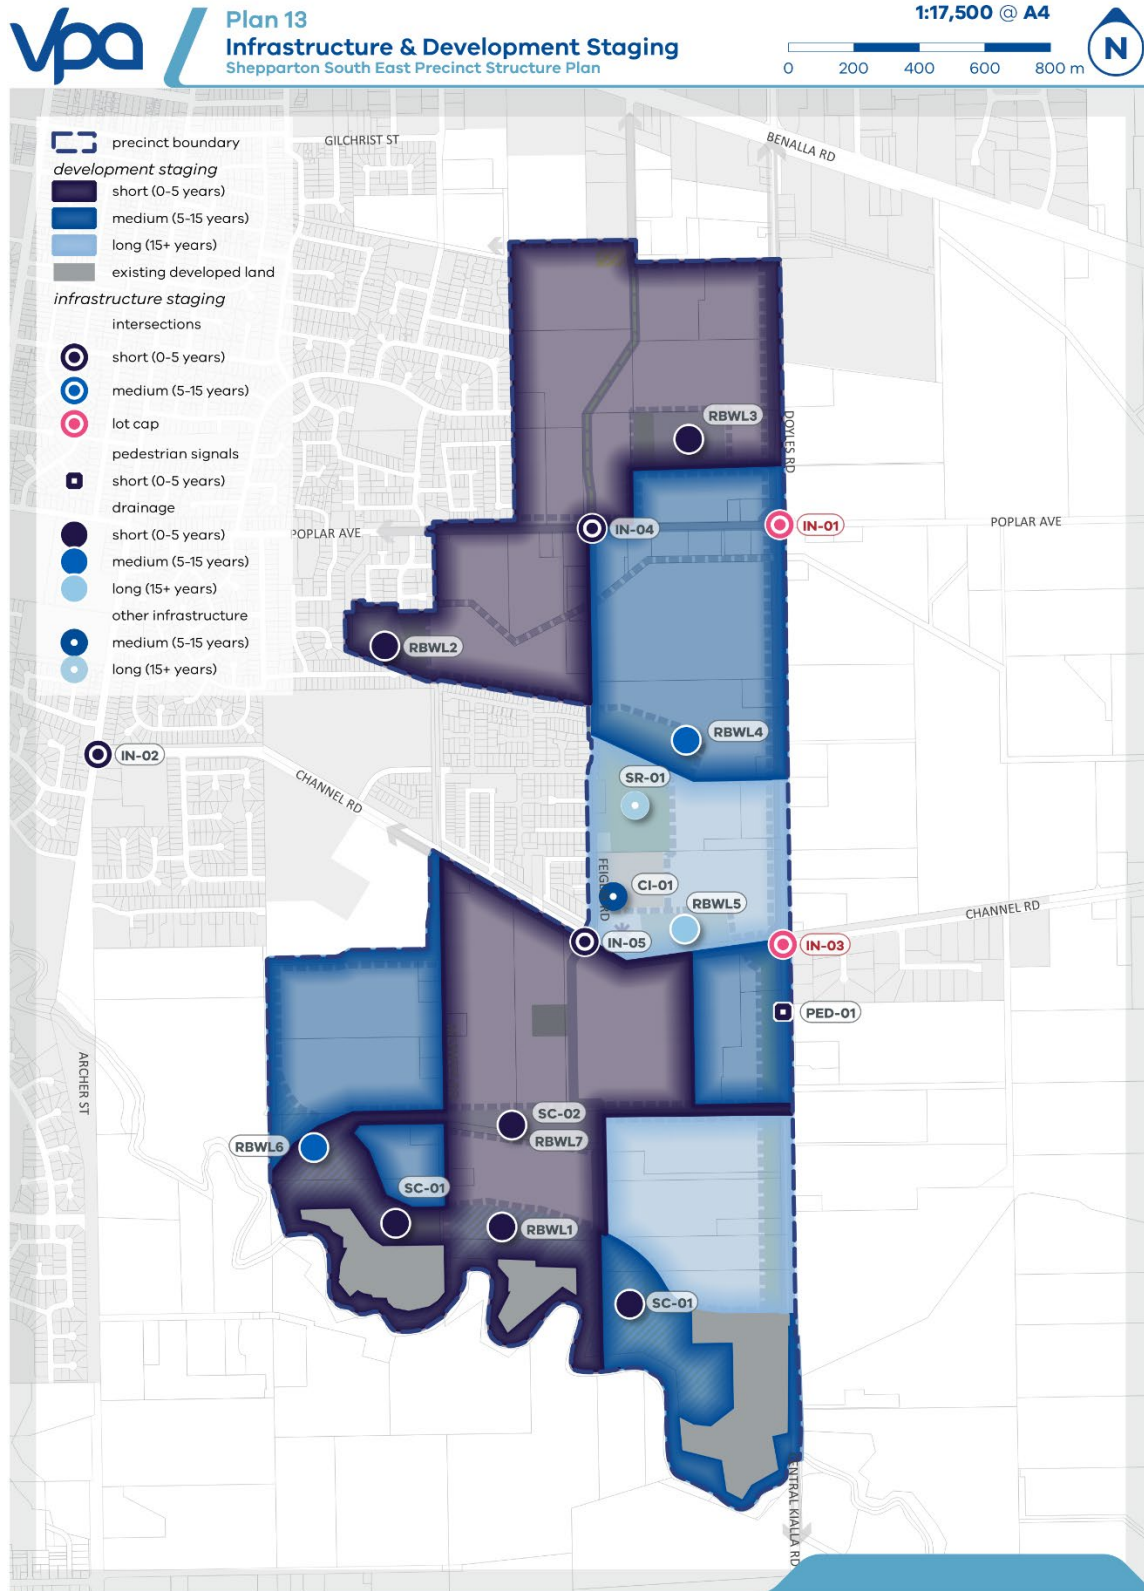 vpa
Plan 13
Infrastructure & Development Staging
Shepparton South East Precinct Structure Plan
1:17,500 @ A4
0 200 400 600 800 m
N
precinct boundary
development staging
short (0-5 years)
medium (5-15 years)
long (15+ years)
existing developed land
infrastructure staging
intersections
short (0-5 years)
medium (5-15 years)
lot cap
pedestrian signals
short (0-5 years)
drainage
short (0-5 years)
medium (5-15 years)
long (15+ years)
other infrastructure
medium (5-15 years)
long (15+ years)
GILCHRIST ST
BENALLA RD
RBWL3
DOYLES RD
POPLAR AVE
IN-04
IN-01
POPLAR AVE
RBWL2
RBWL4
IN-02
SR-01
CHANNEL RD
CI-01
RBWL5
CHANNEL RD
IN-05
IN-03
PED-01
ARCHER ST
SC-02
RBWL7
RBWL6
SC-01
RBWL1
SC-01